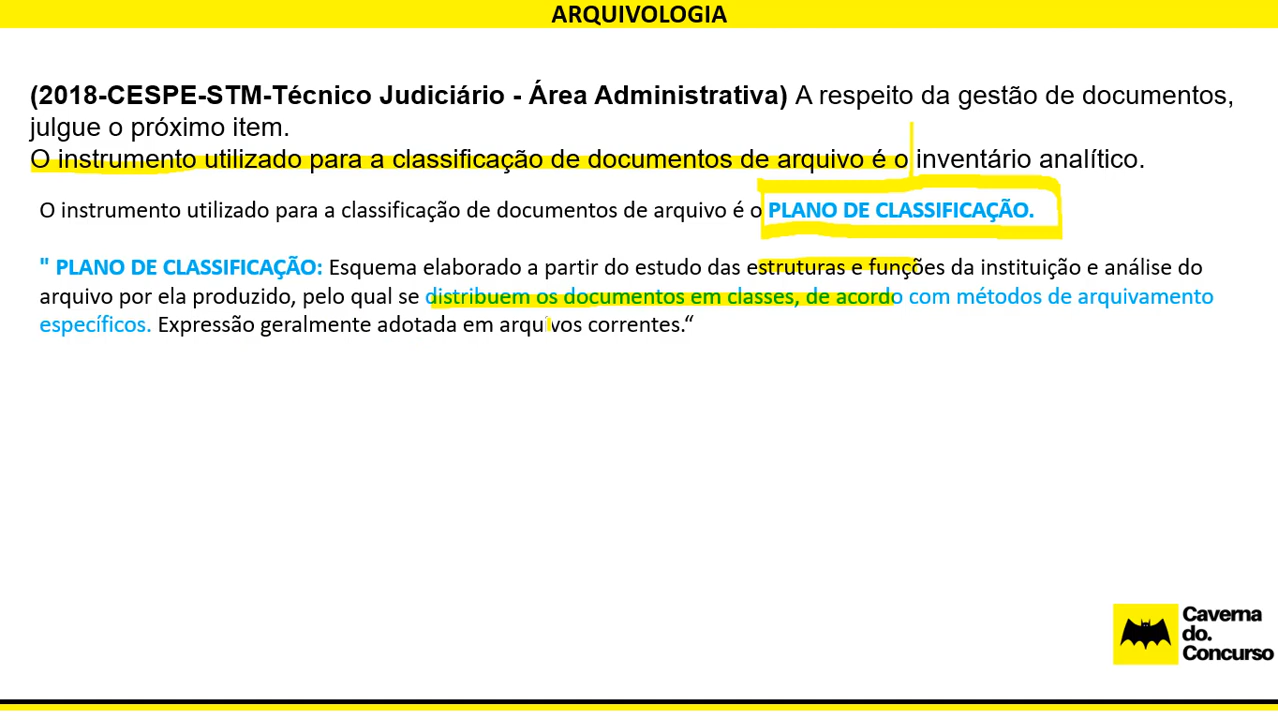 ARQUIVOLOGIA
(2018-CESPE-STM-Técnico Judiciário - Área Administrativa) A respeito da gestão de documentos,
julgue o próximo item.
O instrumento utilizado para a classificação de documentos de arquivo é o inventário analítico.
O instrumento utilizado para a classificação de documentos de arquivo é o PLANO DE CLASSIFICAÇÃO.
" PLANO DE CLASSIFICAÇÃO: Esquema elaborado a partir do estudo das estruturas e funções da instituição e análise do
arquivo por ela produzido, pelo qual se distribuem os documentos em classes, de acordo com métodos de arquivamento
específicos. Expressão geralmente adotada em arquivos correntes.“
Caverna
do.
Concurso